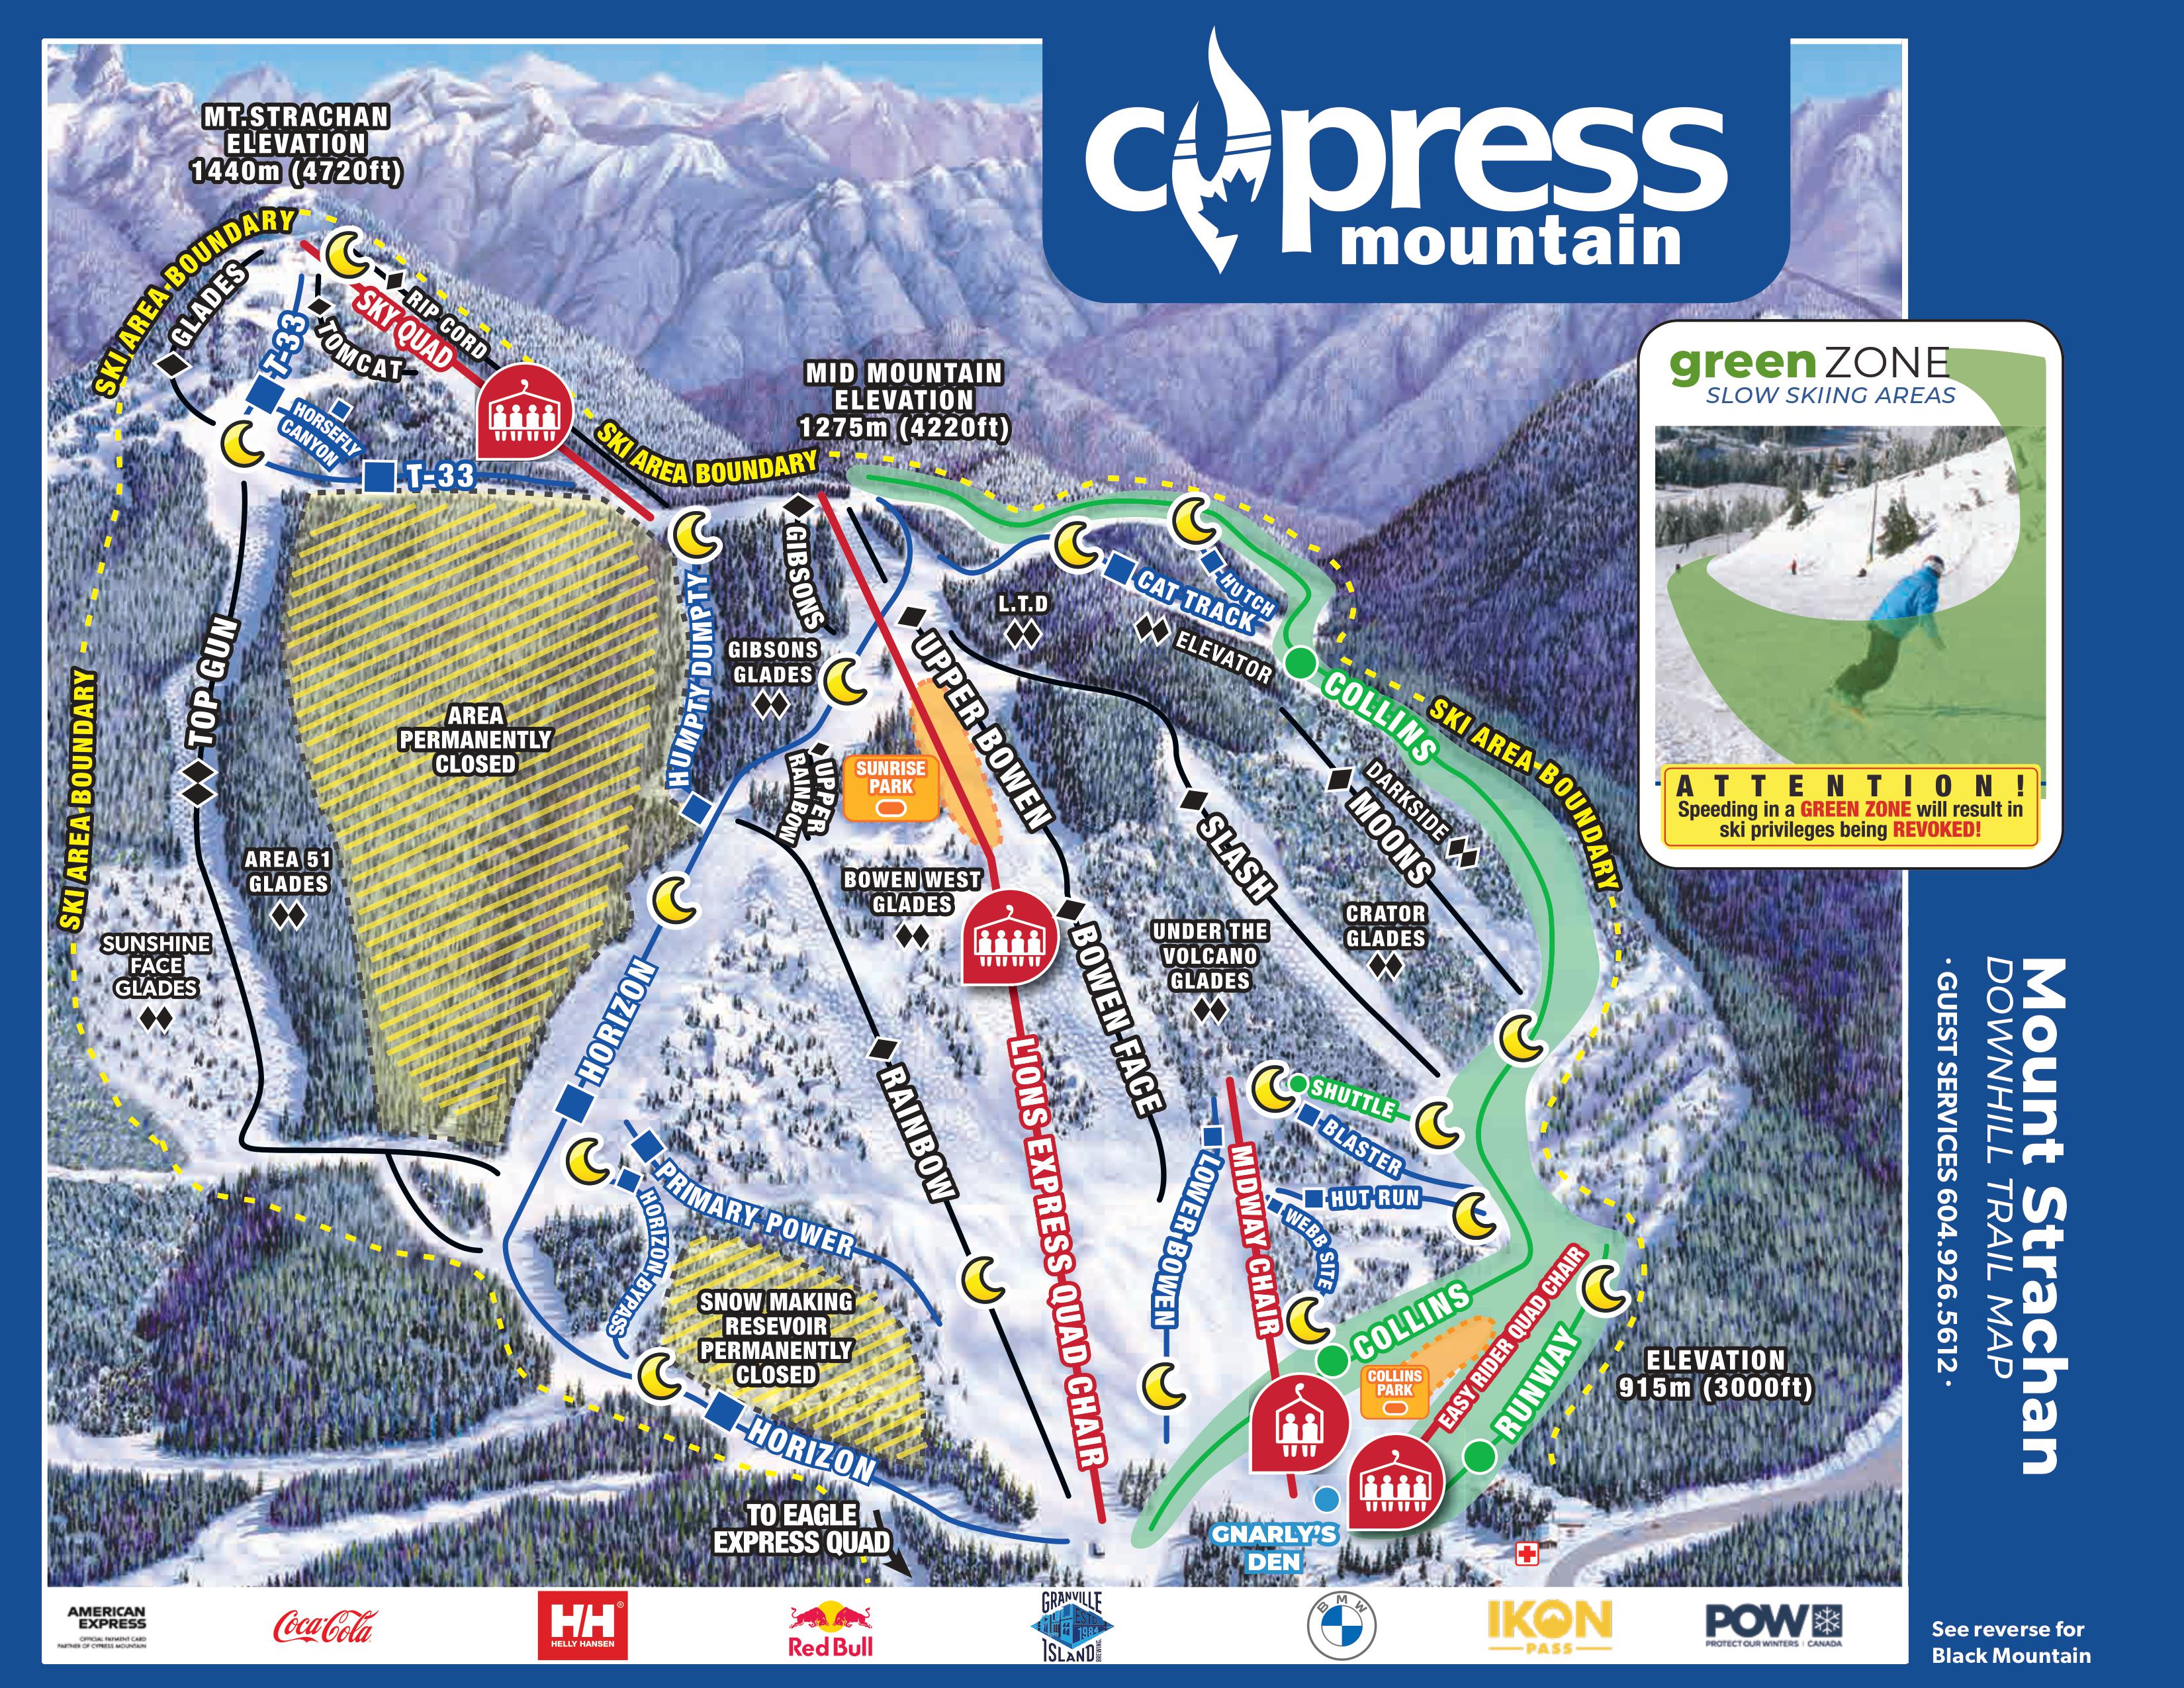 cypress
mountain
MT. STRACHAN
ELEVATION
1440m (4720ft)
SKI AREA BOUNDARY
GLADES
T-33
TOMCAT
SKY QUAD
RIP CORD
HORSEFLY
CANYON
T-33
SKI AREA BOUNDARY
MID MOUNTAIN
ELEVATION
1275m (4220ft)
green ZONE
SLOW SKIING AREAS
ATTENTION!
Speeding in a GREEN ZONE will result in
ski privileges being REVOKED!
GIBSONS
HUMPTY DUMPTY
GIBSONS
GLADES
L.T.D
CAT TRACK
HUTCH
ELEVATOR
COLLINS
SKI AREA BOUNDARY
TOP GUN
SKI AREA BOUNDARY
AREA
PERMANENTLY
CLOSED
UPPER
RAINBOW
SUNRISE
PARK
UPPER BOWEN
SLASH
DARKSIDE
MOONS
AREA 51
GLADES
SUNSHINE
FACE
GLADES
BOWEN WEST
GLADES
BOWEN FACE
UNDER THE
VOLCANO
GLADES
CRATOR
GLADES
HORIZON
RAINBOW
LIONS EXPRESS QUAD CHAIR
SHUTTLE
BLASTER
HUT RUN
WEBB SITE
MIDWAY CHAIR
LOWER BOWEN
PRIMARY POWER
HORIZON BYPASS
SNOW MAKING
RESEVOIR
PERMANENTLY
CLOSED
HORIZON
COLLINS
COLLINS
PARK
EASY RIDER QUAD CHAIR
RUNWAY
ELEVATION
915m (3000ft)
TO EAGLE
EXPRESS QUAD
GNARLY'S
DEN
Mount Strachan
DOWNHILL TRAIL MAP
· GUEST SERVICES 604.926.5612 ·
AMERICAN
EXPRESS
OFFICIAL PAYMENT CARD
PARTNER OF CYPRESS MOUNTAIN
Coca-Cola
HH
HELLY HANSEN
Red Bull
GRANVILLE
ESTD
1984
ISLAND
BREWING
BMW
IKON
PASS
POW
PROTECT OUR WINTERS | CANADA
See reverse for
Black Mountain